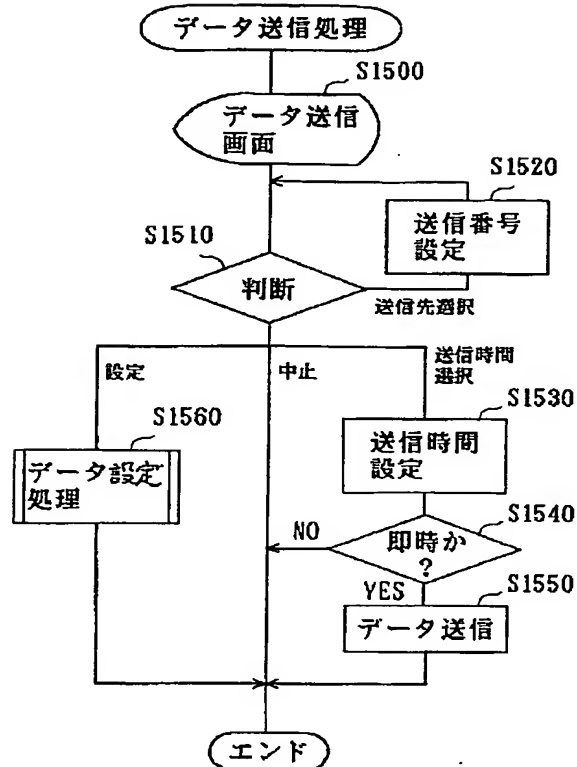 データ送信処理
S1500
データ送信
画面
S1520
送信番号
設定
S1510
判断
送信先選択
設定
中止
送信時間
選択
S1560
データ設定
処理
S1530
送信時間
設定
S1540
即時か
?
NO
YES
S1550
データ送信
エンド